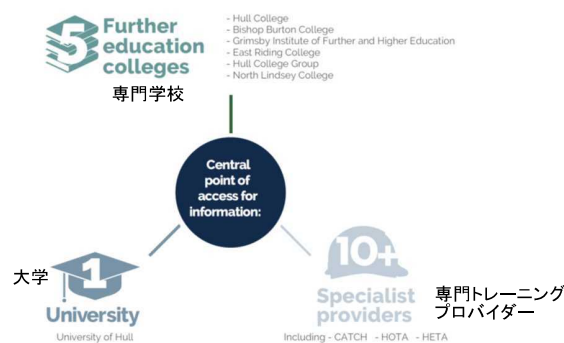 5 Further
education
colleges
専門学校
- Hull College
- Bishop Burton College
- Grimsby Institute of Further and Higher Education
- East Riding College
- Hull College Group
- North Lindsey College
Central
point of
access for
information:
大学
1
University
University of Hull
10+
Specialist
providers
専門トレーニング
プロバイダー
Including - CATCH - HOTA - HETA